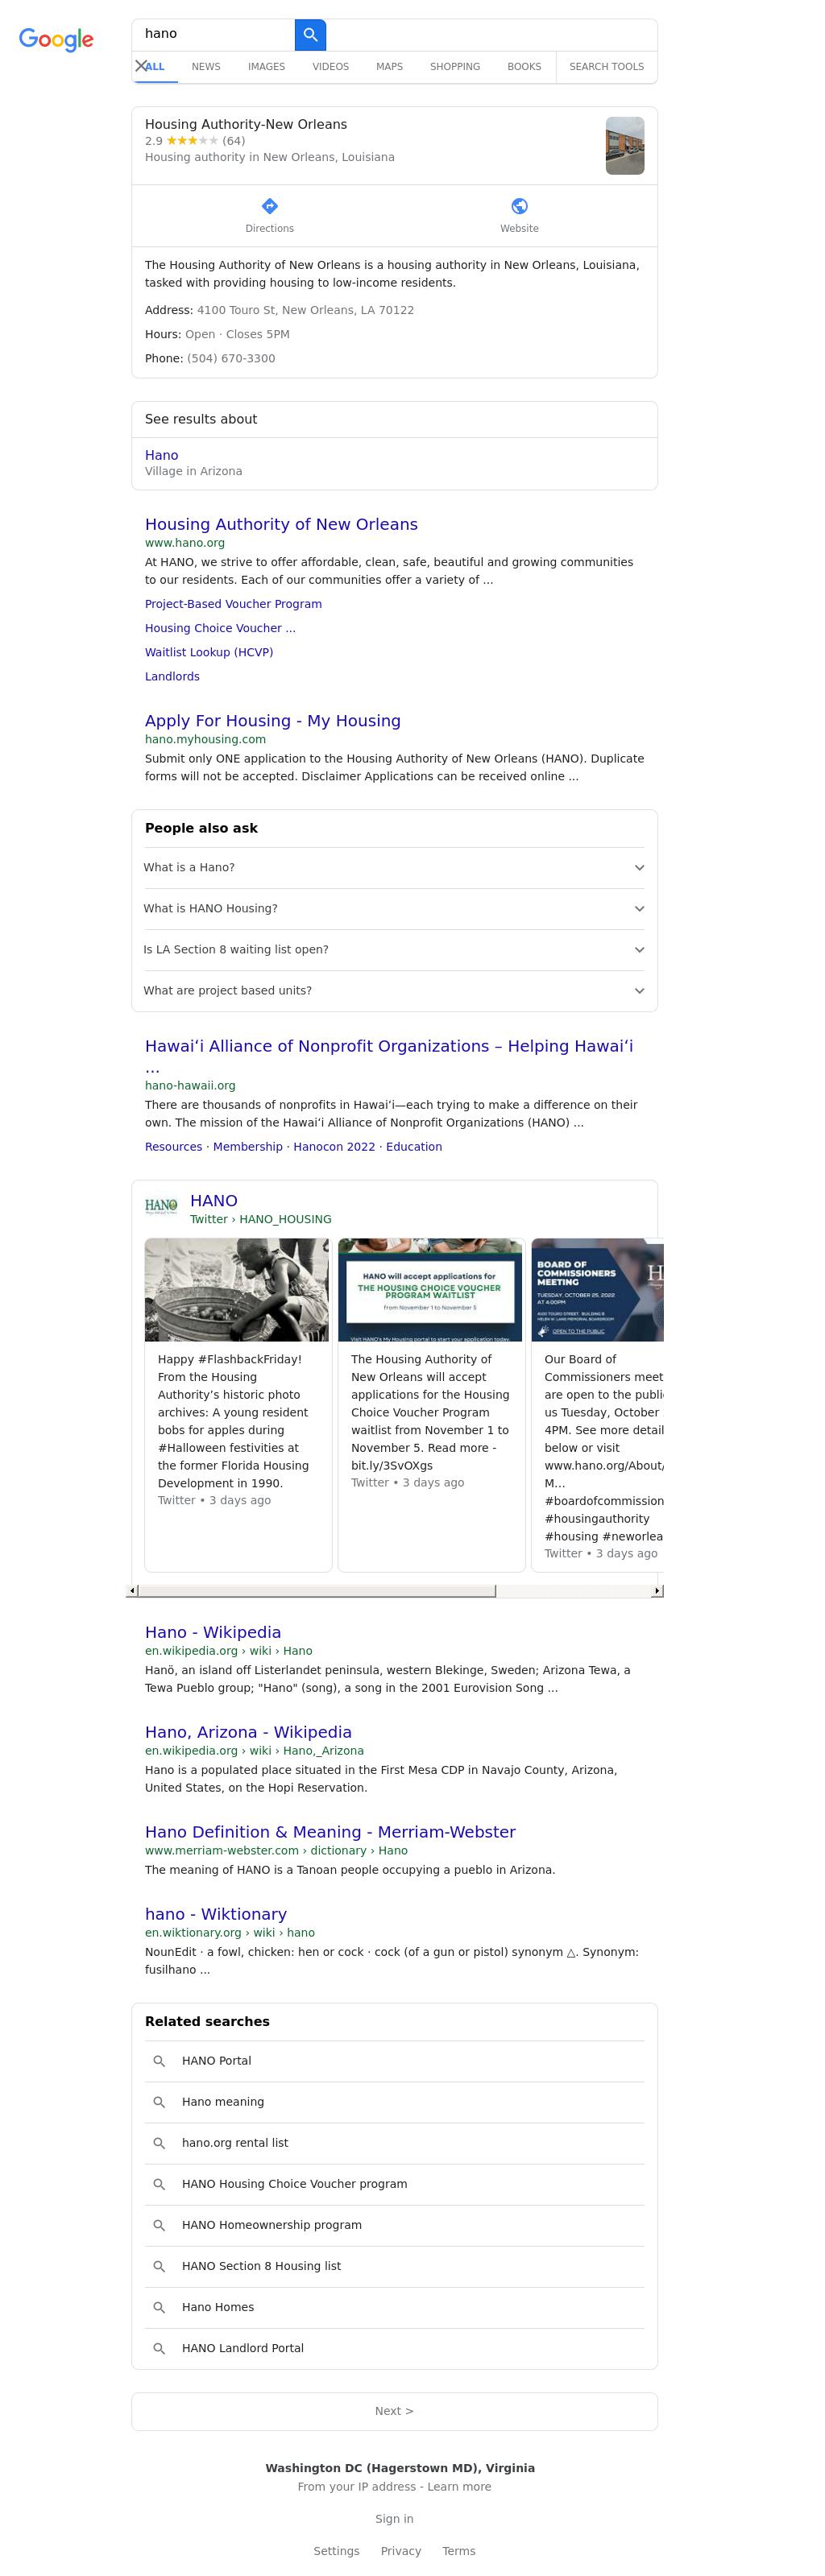 Google
hano
ALL NEWS IMAGES VIDEOS MAPS SHOPPING BOOKS SEARCH TOOLS
Housing Authority-New Orleans
2.9 (64)
Housing authority in New Orleans, Louisiana
Directions Website
The Housing Authority of New Orleans is a housing authority in New Orleans, Louisiana,
tasked with providing housing to low-income residents.
Address: 4100 Touro St, New Orleans, LA 70122
Hours: Open · Closes 5PM
Phone: (504) 670-3300
See results about
Hano
Village in Arizona
Housing Authority of New Orleans
www.hano.org
At HANO, we strive to offer affordable, clean, safe, beautiful and growing communities
to our residents. Each of our communities offer a variety of ...
Project-Based Voucher Program
Housing Choice Voucher ...
Waitlist Lookup (HCVP)
Landlords
Apply For Housing - My Housing
hano.myhousing.com
Submit only ONE application to the Housing Authority of New Orleans (HANO). Duplicate
forms will not be accepted. Disclaimer Applications can be received online ...
People also ask
What is a Hano?
What is HANO Housing?
Is LA Section 8 waiting list open?
What are project based units?
Hawaiʻi Alliance of Nonprofit Organizations – Helping Hawaiʻi
...
hano-hawaii.org
There are thousands of nonprofits in Hawaiʻi—each trying to make a difference on their
own. The mission of the Hawaiʻi Alliance of Nonprofit Organizations (HANO) ...
Resources · Membership · Hanocon 2022 · Education
HANO
HANO
Twitter › HANO_HOUSING
Happy #FlashbackFriday!
From the Housing
Authority’s historic photo
archives: A young resident
bobs for apples during
#Halloween festivities at
the former Florida Housing
Development in 1990.
Twitter • 3 days ago
HANO will accept applications for
THE HOUSING CHOICE VOUCHER
PROGRAM WAITLIST
from November 1 to November 5
Visit HANO's My Housing portal to start your application today.
The Housing Authority of
New Orleans will accept
applications for the Housing
Choice Voucher Program
waitlist from November 1 to
November 5. Read more -
bit.ly/3SvOXgs
Twitter • 3 days ago
BOARD OF
COMMISSIONERS
MEETING
TUESDAY, OCTOBER 25, 2022
AT 4:00PM
4100 TOURO STREET, BUILDING B
HELEN W. LANG MEMORIAL BOARDROOM
OPEN TO THE PUBLIC
H
Our Board of
Commissioners meet
are open to the publi
us Tuesday, October
4PM. See more detail
below or visit
www.hano.org/About/
M…
#boardofcommission
#housingauthority
#housing #neworlea
Twitter • 3 days ago
Hano - Wikipedia
en.wikipedia.org › wiki › Hano
Hanö, an island off Listerlandet peninsula, western Blekinge, Sweden; Arizona Tewa, a
Tewa Pueblo group; "Hano" (song), a song in the 2001 Eurovision Song ...
Hano, Arizona - Wikipedia
en.wikipedia.org › wiki › Hano,_Arizona
Hano is a populated place situated in the First Mesa CDP in Navajo County, Arizona,
United States, on the Hopi Reservation.
Hano Definition & Meaning - Merriam-Webster
www.merriam-webster.com › dictionary › Hano
The meaning of HANO is a Tanoan people occupying a pueblo in Arizona.
hano - Wiktionary
en.wiktionary.org › wiki › hano
NounEdit · a fowl, chicken: hen or cock · cock (of a gun or pistol) synonym △. Synonym:
fusilhano ...
Related searches
HANO Portal
Hano meaning
hano.org rental list
HANO Housing Choice Voucher program
HANO Homeownership program
HANO Section 8 Housing list
Hano Homes
HANO Landlord Portal
Next >
Washington DC (Hagerstown MD), Virginia
From your IP address - Learn more
Sign in
Settings Privacy Terms